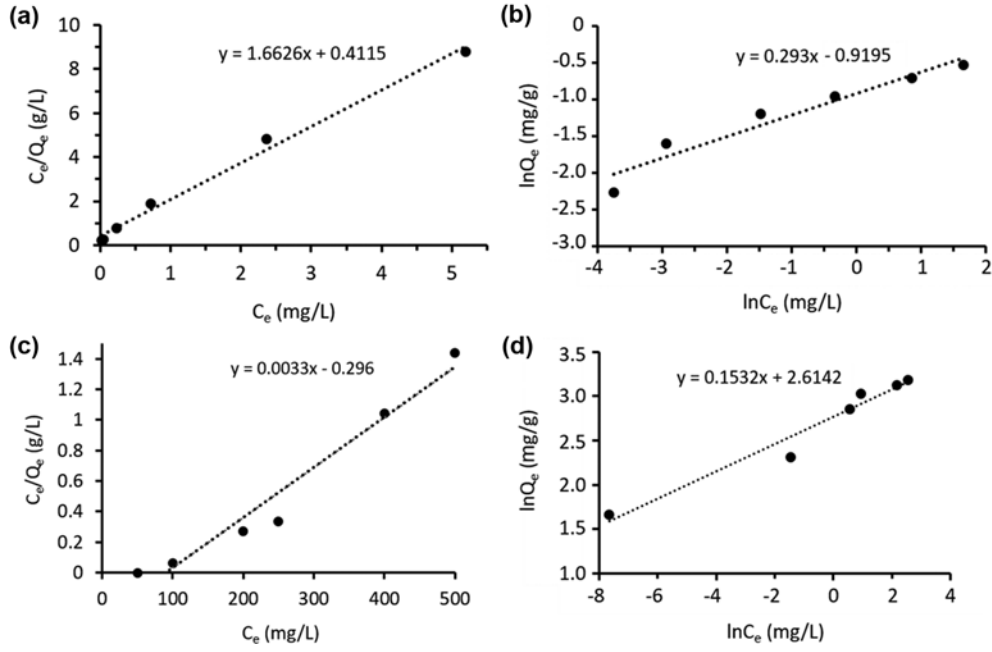 (a)
10
8
6
4
2
0
y = 1.6626x + 0.4115
Cₑ/Qₑ (g/L)
0 1 2 3 4 5
Cₑ (mg/L)
(b)
0
-0.5
-1.0
-1.5
-2.0
-2.5
-3.0
y = 0.293x - 0.9195
lnQₑ (mg/g)
-4 -3 -2 -1 0 1 2
lnCₑ (mg/L)
(c)
1.4
1.2
1
0.8
0.6
0.4
0.2
0
y = 0.0033x - 0.296
Cₑ/Qₑ (g/L)
0 100 200 300 400 500
Cₑ (mg/L)
(d)
3.5
3.0
2.5
2.0
1.5
1.0
y = 0.1532x + 2.6142
lnQₑ (mg/g)
-8 -6 -4 -2 0 2 4
lnCₑ (mg/L)